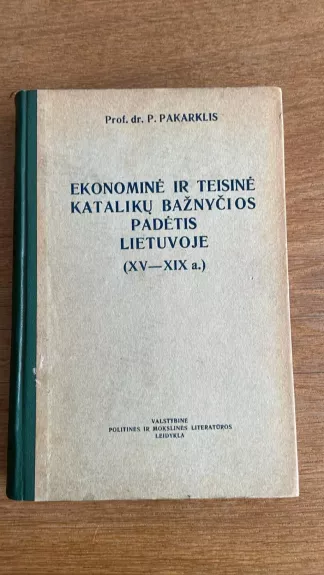 Prof. dr. P. PAKARKLIS
EKONOMINĖ IR TEISINĖ
KATALIKŲ BAŽNYČIOS
PADĖTIS
LIETUVOJE
(XV—XIX a.)
VALSTYBINĖ
POLITINĖS IR MOKSLINĖS LITERATŪROS
LEIDYKLA